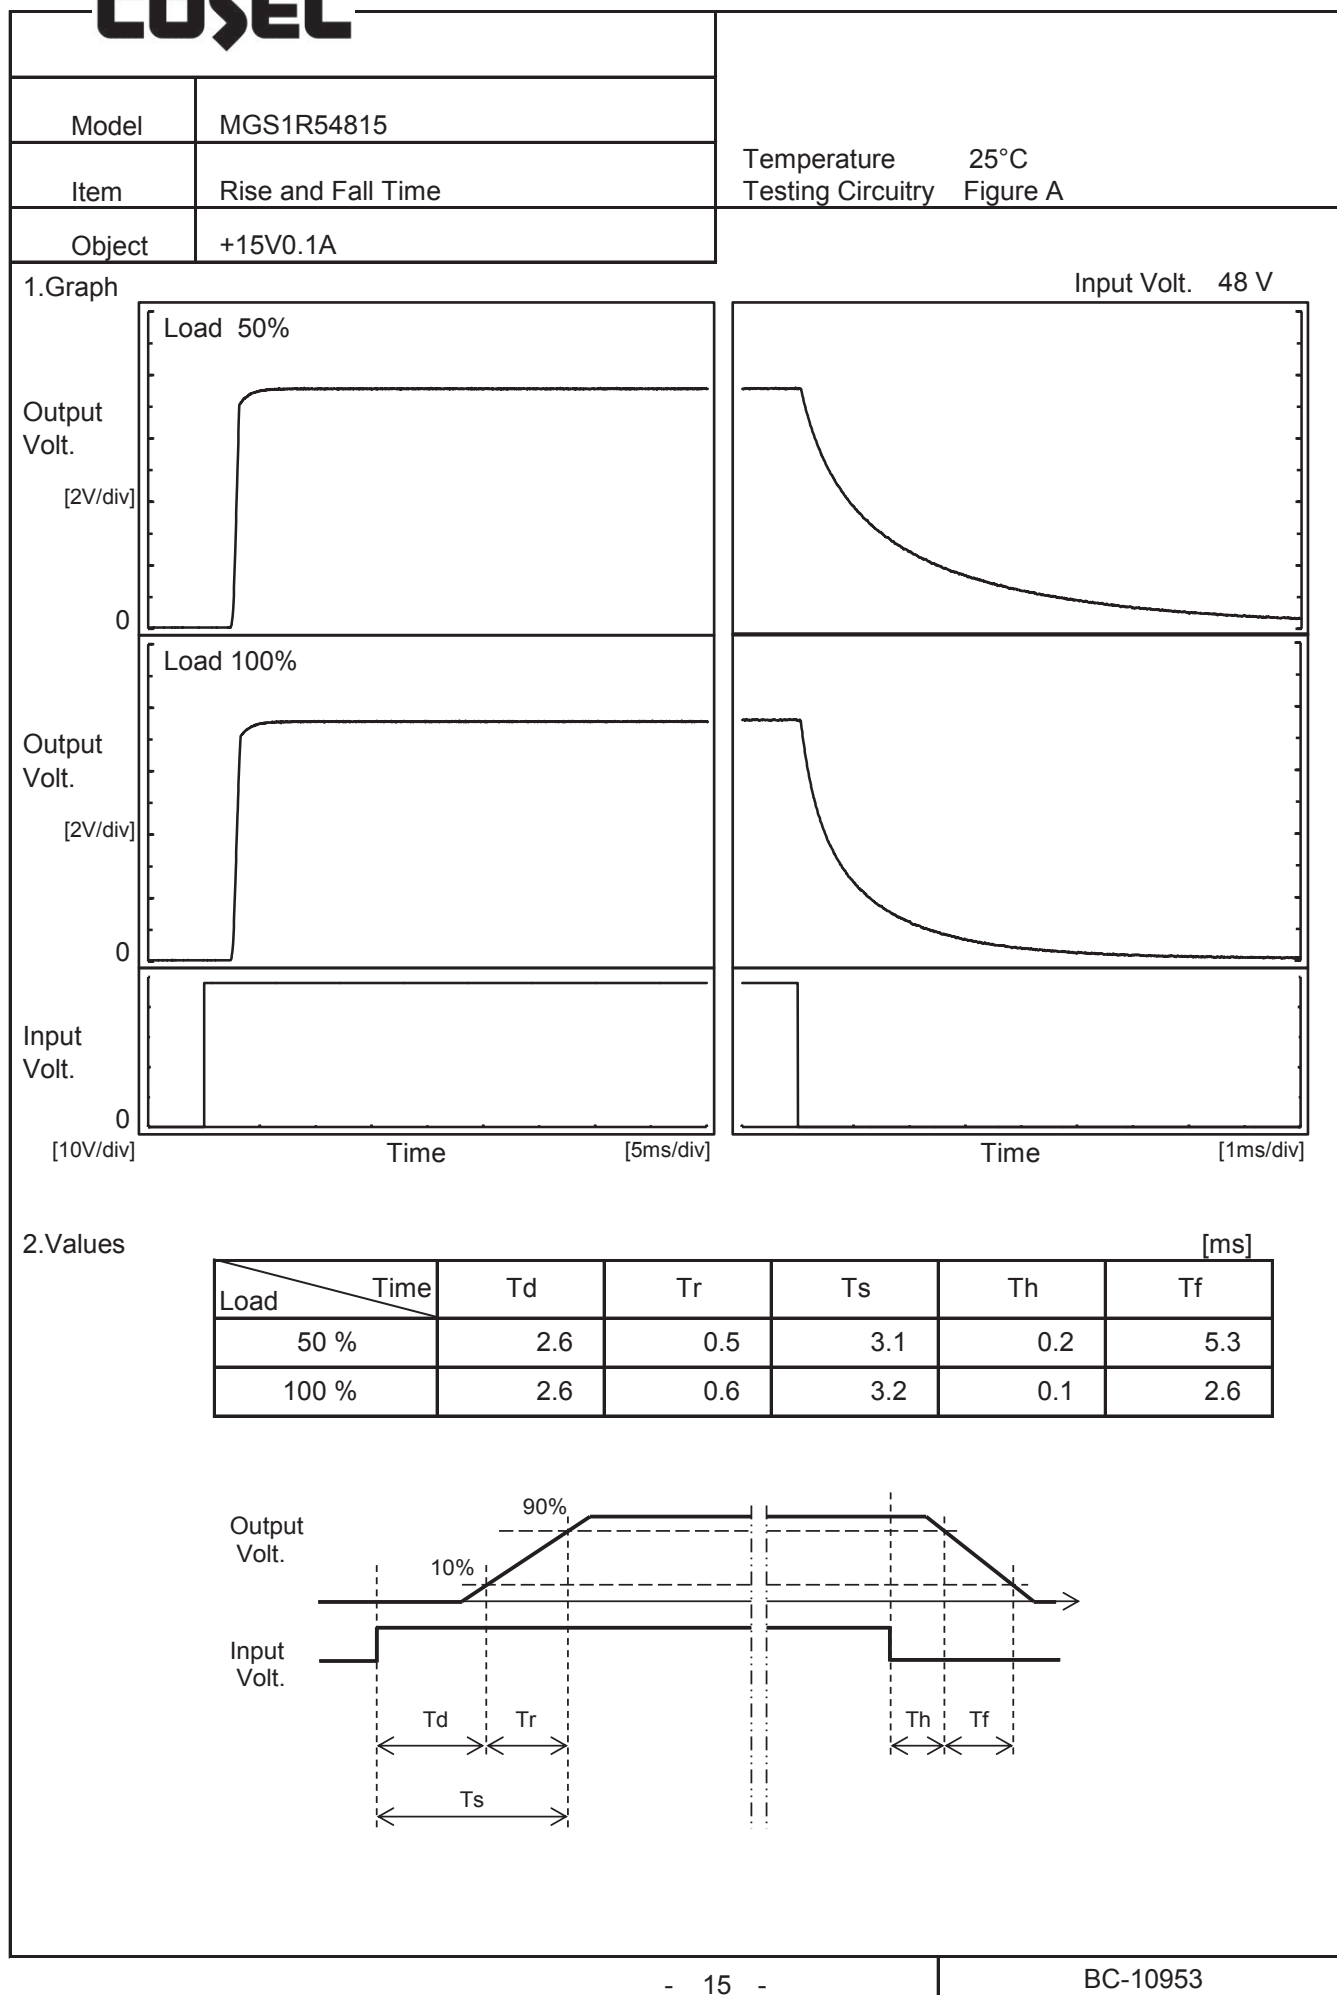 COSEL
Model MGS1R54815
Item Rise and Fall Time
Temperature 25°C
Testing Circuitry Figure A
Object +15V0.1A
1.Graph
Input Volt. 48 V
Load 50%
Output
Volt.
[2V/div]
0
Load 100%
Output
Volt.
[2V/div]
0
Input
Volt.
0
[10V/div] Time [5ms/div] Time [1ms/div]
2.Values [ms]
Time
Load
Td Tr Ts Th Tf
50 % 2.6 0.5 3.1 0.2 5.3
100 % 2.6 0.6 3.2 0.1 2.6
Output
Volt.
90%
10%
Input
Volt.
Td Tr Th Tf
Ts
- 15 -
BC-10953